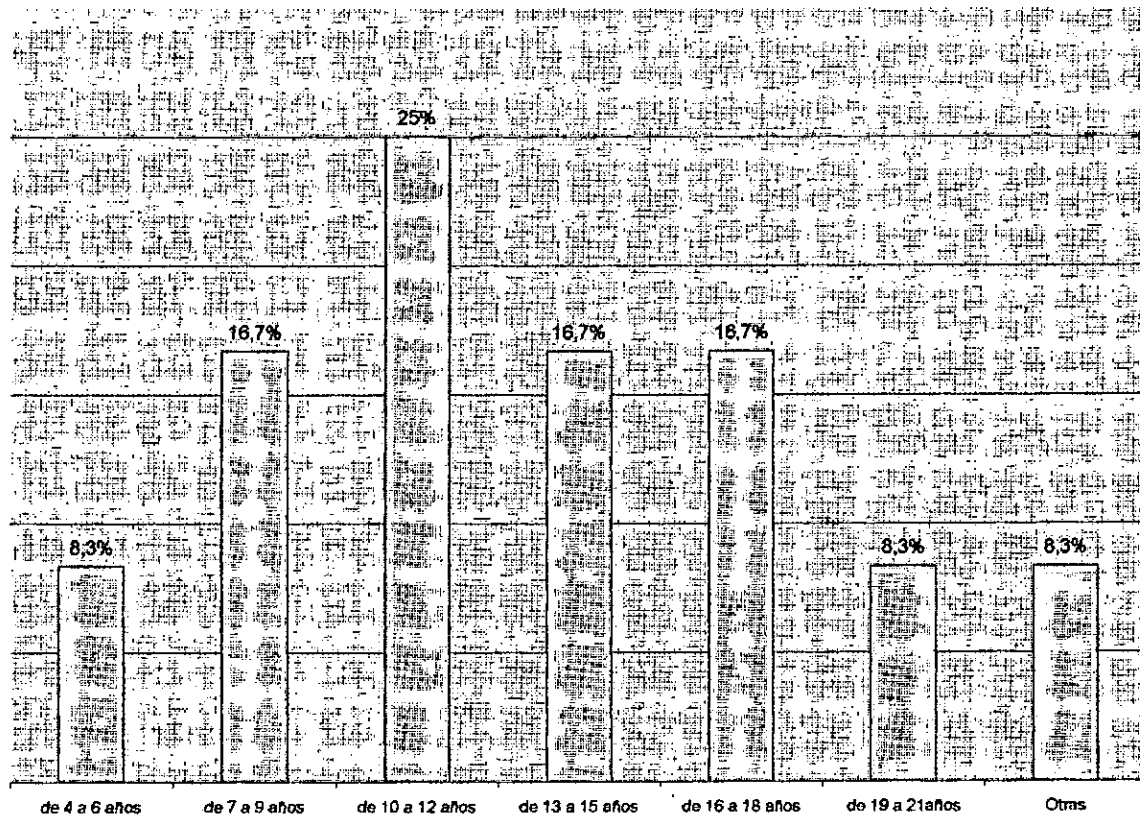 25%
16,7% 16,7% 16,7%
8,3% 8,3% 8,3%
de 4 a 6 años de 7 a 9 años de 10 a 12 años de 13 a 15 años de 16 a 18 años de 19 a 21años Otras